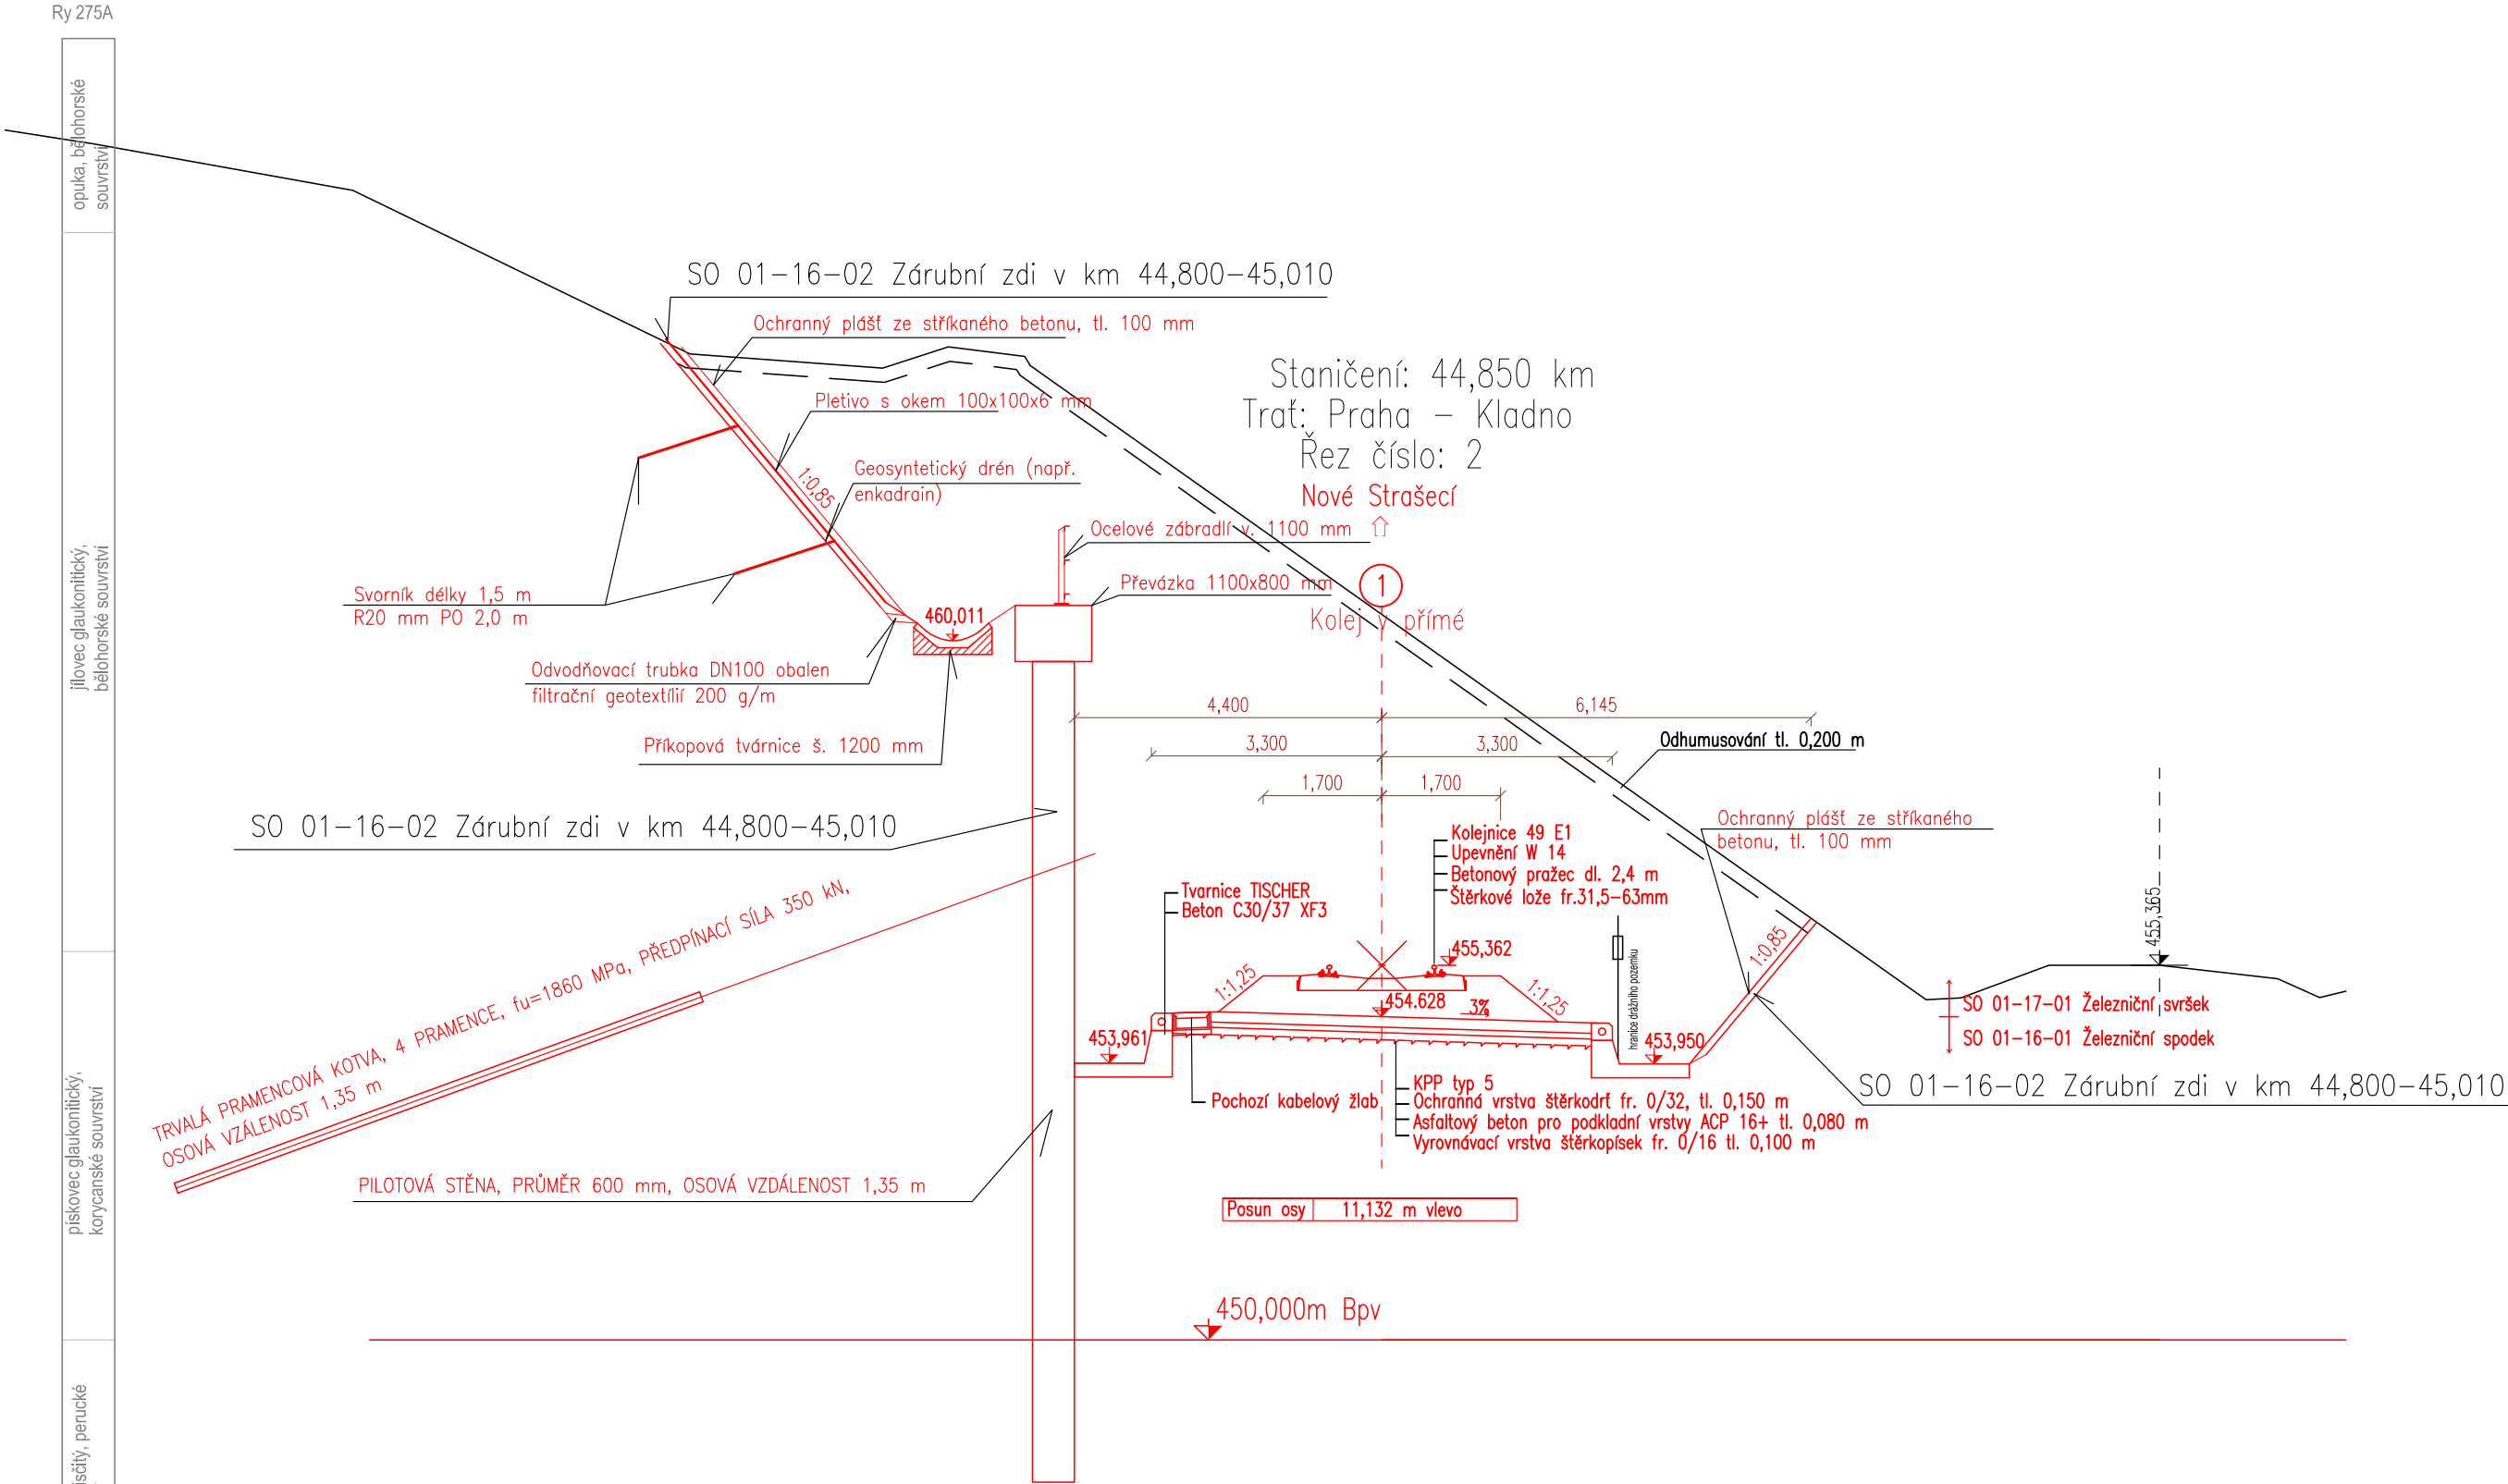 Ry 275A
opuka, bělohorské
souvrství
jílovec glaukonitický,
bělohorské souvrství
pískovec glaukonitický,
korycanské souvrství
perucké
SO 01-16-02 Zárubní zdi v km 44,800-45,010
Ochranný plášť ze stříkaného betonu, tl. 100 mm
Pletivo s okem 100x100x6 mm
1:0,85
Geosyntetický drén (např.
enkadrain)
Staničení: 44,850 km
Trať: Praha - Kladno
Řez číslo: 2
Nové Strašecí
Ocelové zábradlí v. 1100 mm
Převázka 1100x800 mm
1
Kolej v přímé
Svorník délky 1,5 m
R20 mm PO 2,0 m
460,011
Odvodňovací trubka DN100 obalen
filtrační geotextílií 200 g/m
Příkopová tvárnice š. 1200 mm
4,400
6,145
3,300
3,300
1,700
1,700
Odhumusování tl. 0,200 m
SO 01-16-02 Zárubní zdi v km 44,800-45,010
Ochranný plášť ze stříkaného
betonu, tl. 100 mm
Kolejnice 49 E1
Upevnění W 14
Betonový pražec dl. 2,4 m
Štěrkové lože fr.31,5-63mm
Tvarnice TISCHER
Beton C30/37 XF3
455,365
455,362
1:1,25
1:1,25
1:0,85
454.628
3%
hranice drážního pozemku
453,961
453,950
SO 01-17-01 Železniční svršek
SO 01-16-01 Železniční spodek
TRVALÁ PRAMENCOVÁ KOTVA, 4 PRAMENCE, fu=1860 MPa, PŘEDPÍNACÍ SÍLA 350 kN,
OSOVÁ VZÁLENOST 1,35 m
Pochozí kabelový žlab
KPP typ 5
Ochranná vrstva štěrkodrť fr. 0/32, tl. 0,150 m
Asfaltový beton pro podkladní vrstvy ACP 16+ tl. 0,080 m
Vyrovnávací vrstva štěrkopísek fr. 0/16 tl. 0,100 m
SO 01-16-02 Zárubní zdi v km 44,800-45,010
PILOTOVÁ STĚNA, PRŮMĚR 600 mm, OSOVÁ VZDÁLENOST 1,35 m
Posun osy 11,132 m vlevo
450,000m Bpv